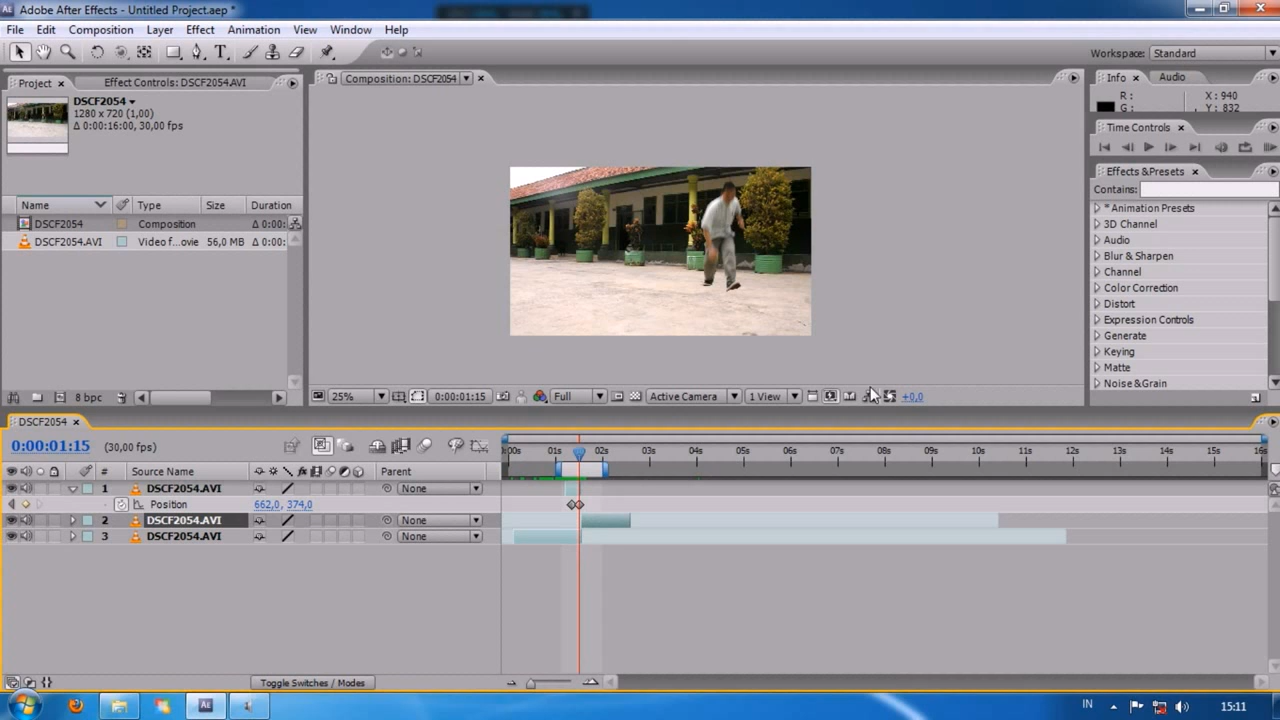 Adobe After Effects - Untitled Project.aep *
File Edit Composition Layer Effect Animation View Window Help
Workspace: Standard
Project Effect Controls: DSCF2054.AVI
Composition: DSCF2054
Info Audio
DSCF2054
1280 x 720 (1,00)
Δ 0:00:16:00, 30,00 fps
R :
G :
X : 940
Y : 832
Time Controls
Effects & Presets
Contains:
Name Type Size Duration
DSCF2054 Composition Δ 0:00:
DSCF2054.AVI Video f...ovie 56,0 MB Δ 0:00:
* Animation Presets
3D Channel
Audio
Blur & Sharpen
Channel
Color Correction
Distort
Expression Controls
Generate
Keying
Matte
Noise & Grain
8 bpc
25% 0:00:01:15 Full Active Camera 1 View +0,0
DSCF2054
0:00:01:15 (30,00 fps)
:00s 01s 02s 03s 04s 05s 06s 07s 08s 09s 10s 11s 12s 13s 14s 15s 16s
# Source Name Parent
1 DSCF2054.AVI None
Position 662,0, 374,0
2 DSCF2054.AVI None
3 DSCF2054.AVI None
Toggle Switches / Modes
Ae
IN 15:11